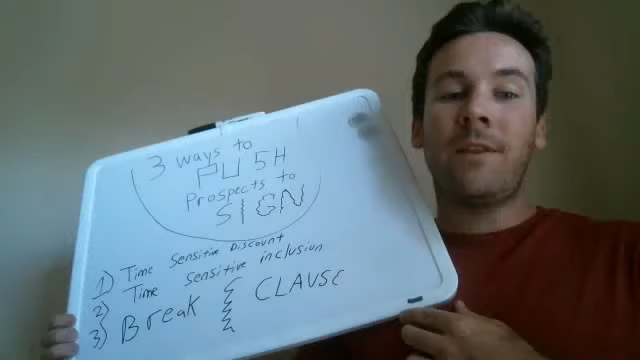 3 ways to
PUSH
Prospects to
SIGN
1) Time Sensitive Discount
2) Time sensitive inclusion
3) Break CLAUSE